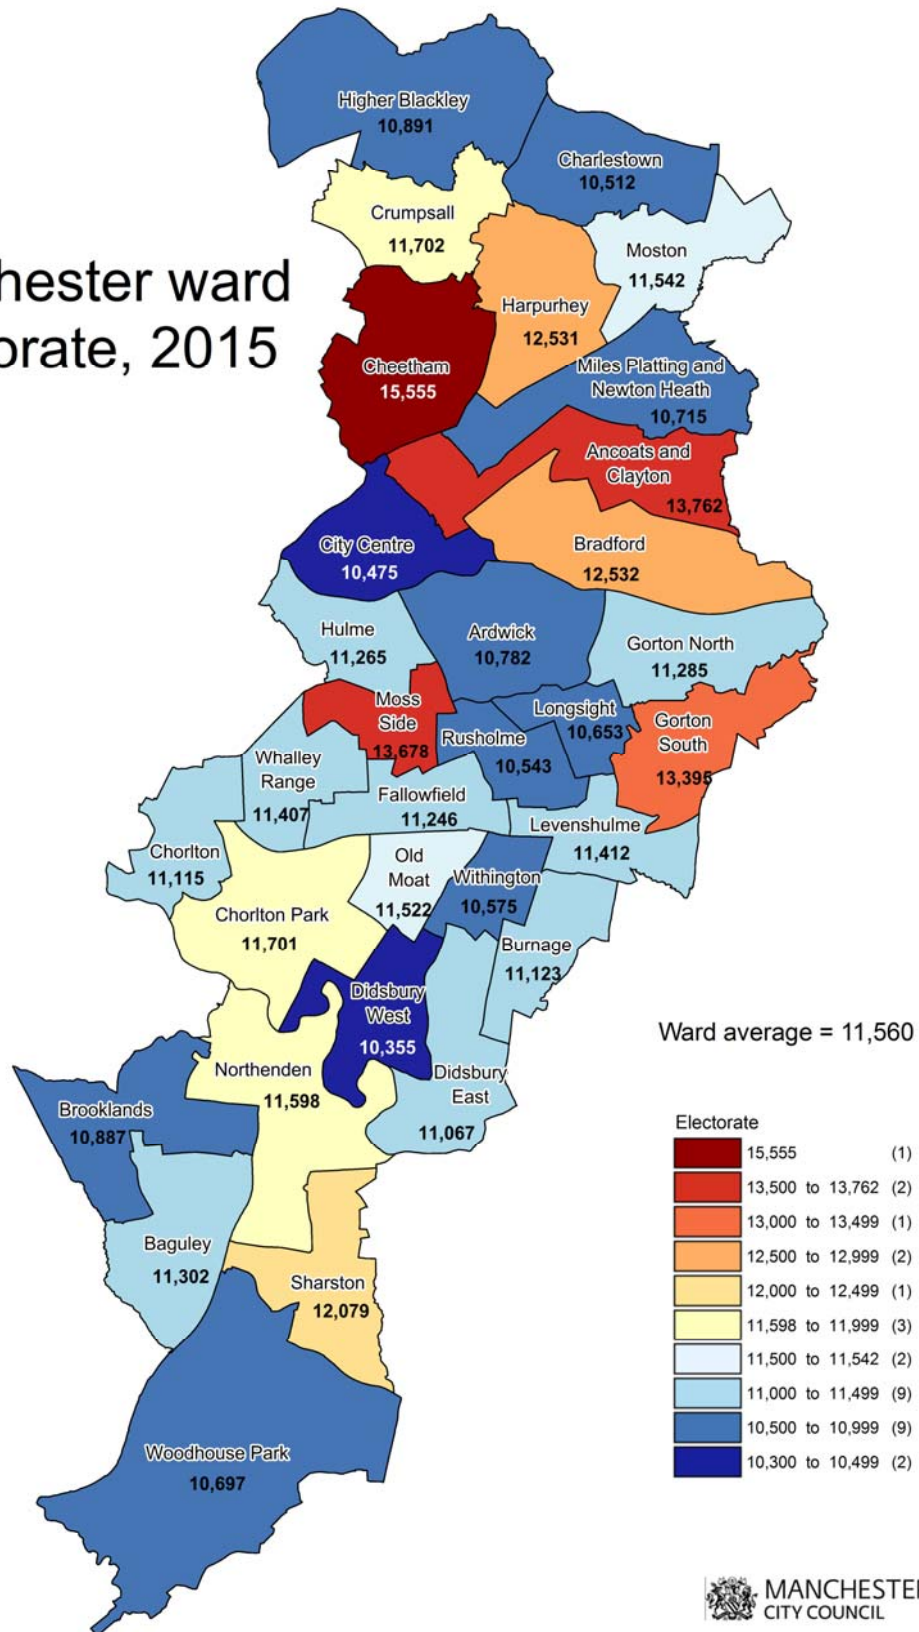 Higher Blackley
10,891
Charlestown
10,512
Crumpsall
11,702
Moston
11,542
hester ward
orate, 2015
Harpurhey
12,531
Cheetham
15,555
Miles Platting and
Newton Heath
10,715
Ancoats and
Clayton
13,762
City Centre
10,475
Bradford
12,532
Hulme
11,265
Ardwick
10,782
Gorton North
11,285
Moss
Side
13,678
Longsight
10,653
Rusholme
10,543
Gorton
South
13,395
Whalley
Range
11,407
Fallowfield
11,246
Levenshulme
11,412
Chorlton
11,115
Old
Moat
11,522
Withington
10,575
Chorlton Park
11,701
Burnage
11,123
Didsbury
West
10,355
Ward average = 11,560
Northenden
11,598
Didsbury
East
11,067
Brooklands
10,887
Baguley
11,302
Sharston
12,079
Woodhouse Park
10,697
Electorate
15,555 (1)
13,500 to 13,762 (2)
13,000 to 13,499 (1)
12,500 to 12,999 (2)
12,000 to 12,499 (1)
11,598 to 11,999 (3)
11,500 to 11,542 (2)
11,000 to 11,499 (9)
10,500 to 10,999 (9)
10,300 to 10,499 (2)
MANCHESTER
CITY COUNCIL